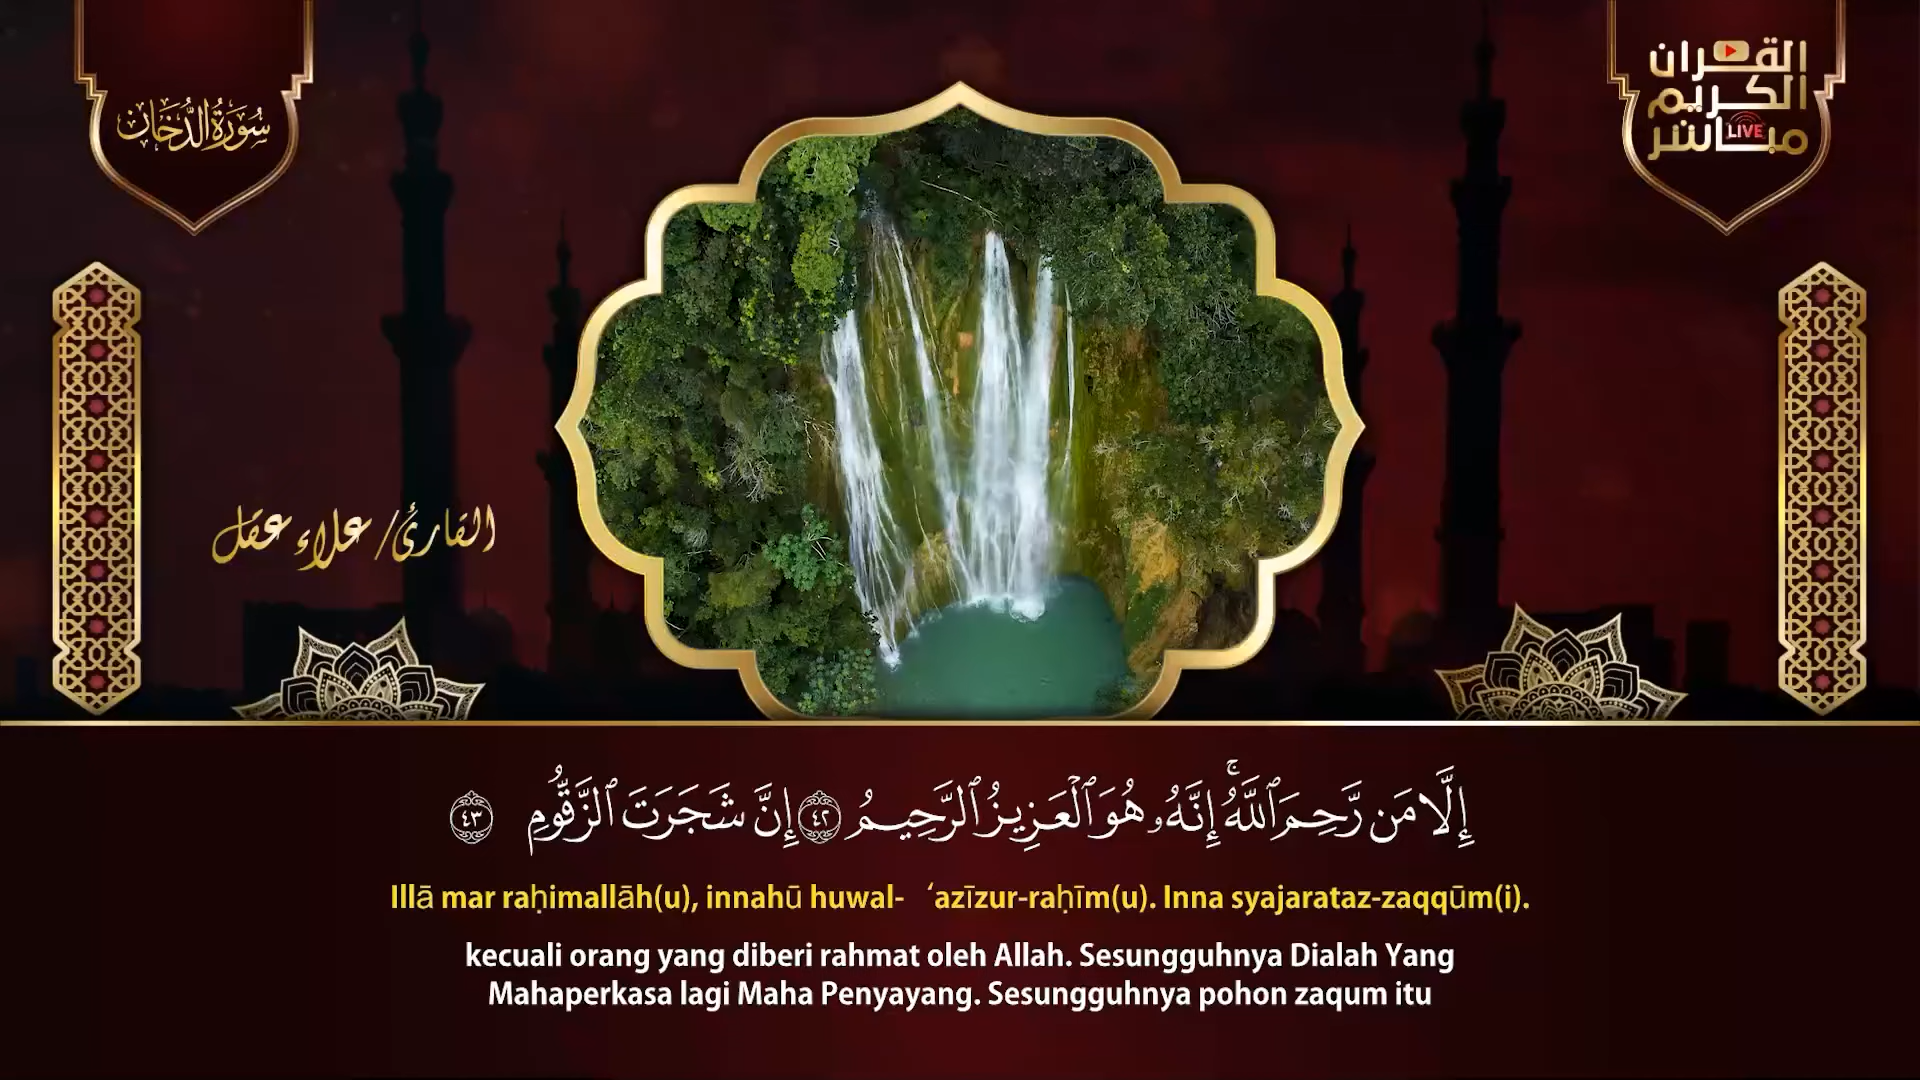 سُورَةُ الدُّخَان
القرآن
الكريم
مباشر
LIVE
القارئ/ علاء عقل
إِلَّا مَن رَّحِمَ ٱللَّهُ ۚ إِنَّهُۥ هُوَ ٱلْعَزِيزُ ٱلرَّحِيمُ ٤٢ إِنَّ شَجَرَتَ ٱلزَّقُّومِ ٤٣
Illā mar raḥimallāh(u), innahū huwal- ‘azīzur-raḥīm(u). Inna syajarataz-zaqqūm(i).
kecuali orang yang diberi rahmat oleh Allah. Sesungguhnya Dialah Yang
Mahaperkasa lagi Maha Penyayang. Sesungguhnya pohon zaqum itu